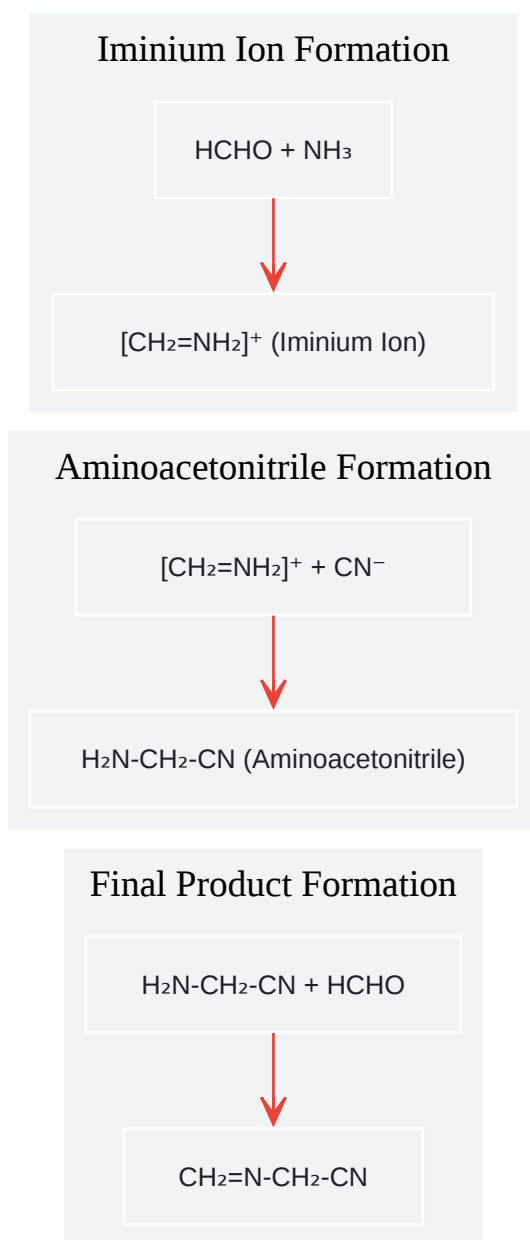 Iminium Ion Formation
HCHO + NH₃
[CH₂=NH₂]⁺ (Iminium Ion)
Aminoacetonitrile Formation
[CH₂=NH₂]⁺ + CN⁻
H₂N-CH₂-CN (Aminoacetonitrile)
Final Product Formation
H₂N-CH₂-CN + HCHO
CH₂=N-CH₂-CN